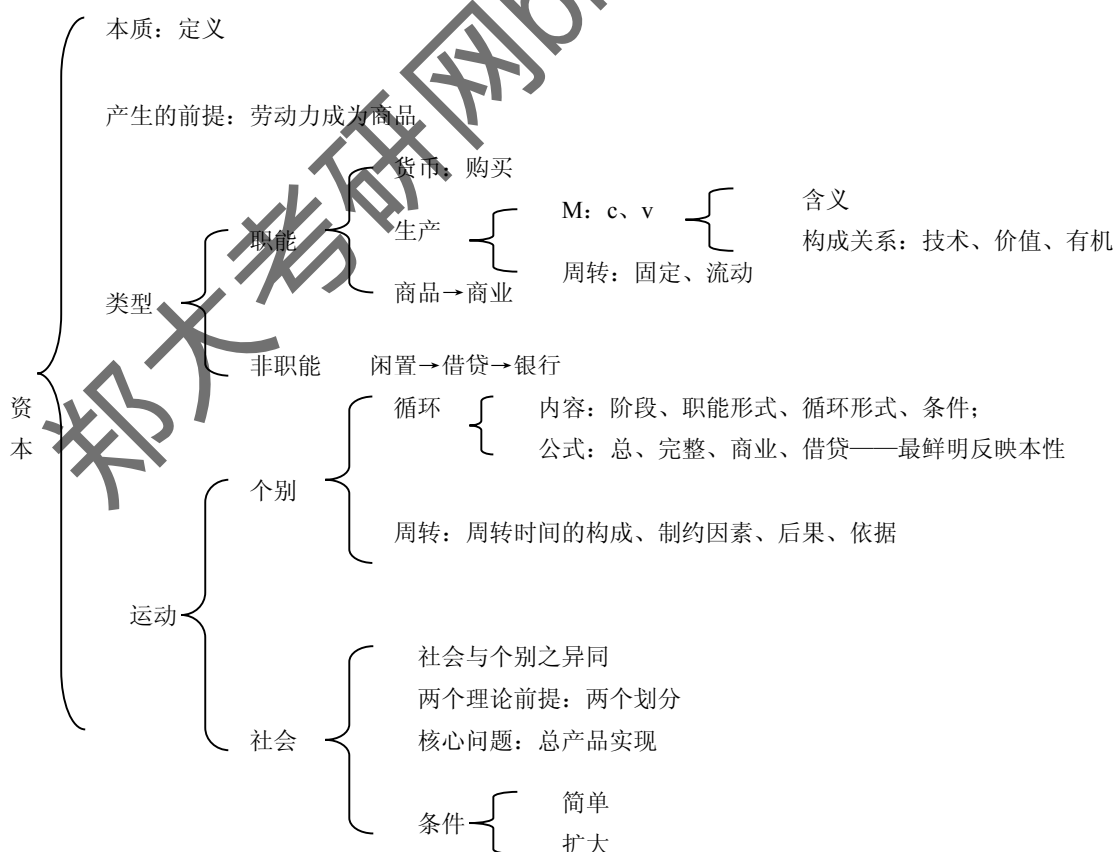 本质：定义
产生的前提：劳动力成为商品
货币：购买
M：c、v
含义
职能
生产
构成关系：技术、价值、有机
周转：固定、流动
类型
商品→商业
非职能 闲置→借贷→银行
资本
循环
内容：阶段、职能形式、循环形式、条件；
公式：总、完整、商业、借贷——最鲜明反映本性
个别
周转：周转时间的构成、制约因素、后果、依据
运动
社会与个别之异同
两个理论前提：两个划分
社会
核心问题：总产品实现
条件
简单
扩大
郑大考研网